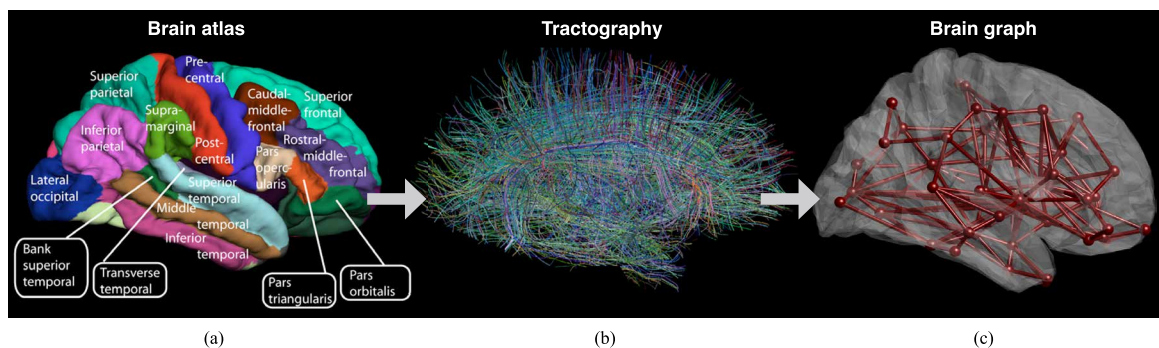 Brain atlas
Tractography
Brain graph
Superior
parietal
Pre-
central
Caudal-
middle-
frontal
Superior
frontal
Supra-
marginal
Inferior
parietal
Post-
central
Rostral-
middle-
frontal
Pars
operc-
ularis
Lateral
occipital
Superior
temporal
Middle
temporal
Inferior
temporal
Bank
superior
temporal
Transverse
temporal
Pars
triangularis
Pars
orbitalis
(a)
(b)
(c)